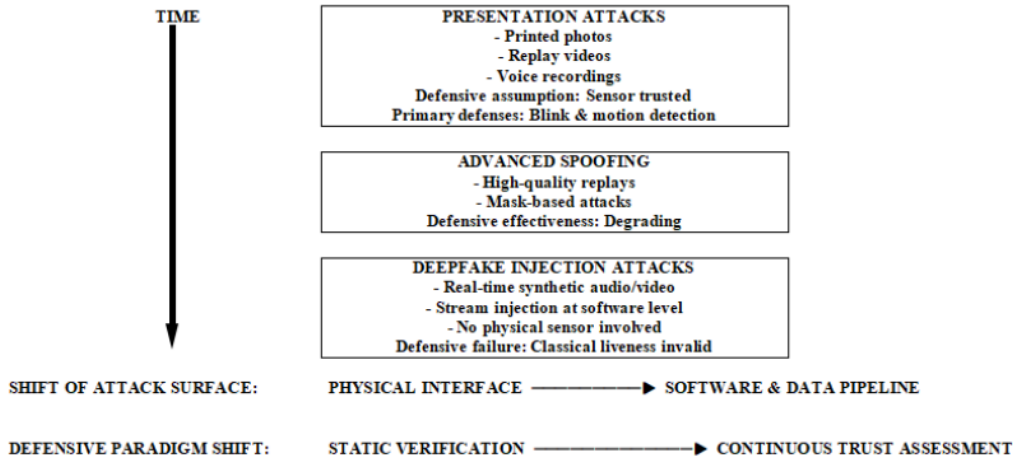 TIME
PRESENTATION ATTACKS
- Printed photos
- Replay videos
- Voice recordings
Defensive assumption: Sensor trusted
Primary defenses: Blink & motion detection
ADVANCED SPOOFING
- High-quality replays
- Mask-based attacks
Defensive effectiveness: Degrading
DEEPFAKE INJECTION ATTACKS
- Real-time synthetic audio/video
- Stream injection at software level
- No physical sensor involved
Defensive failure: Classical liveness invalid
SHIFT OF ATTACK SURFACE: PHYSICAL INTERFACE SOFTWARE & DATA PIPELINE
DEFENSIVE PARADIGM SHIFT: STATIC VERIFICATION CONTINUOUS TRUST ASSESSMENT